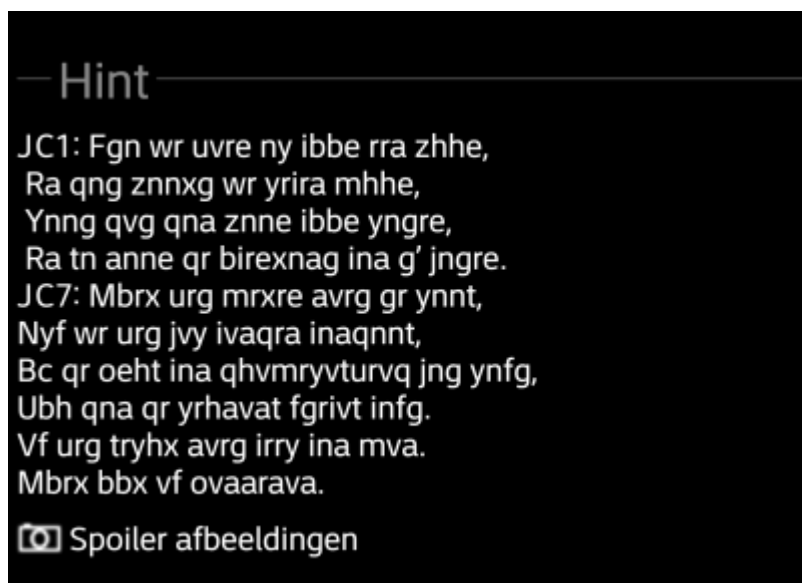 Hint
JC1: Fgn wr uvre ny ibbe rra zhhe,
Ra qng znnxg wr yrira mhhe,
Ynng qvg qna znne ibbe yngre,
Ra tn anne qr birexnag ina g’ jngre.
JC7: Mbrx urg mrxre avrg gr ynnt,
Nyf wr urg jvy ivaqra inaqnnt,
Bc qr oeht ina qhvmryvturvq jng ynfg,
Ubh qna qr yrhavat fgrivt infg.
Vf urg tryhx avrg irry ina mva.
Mbrx bbx vf ovaarava.
Spoiler afbeeldingen